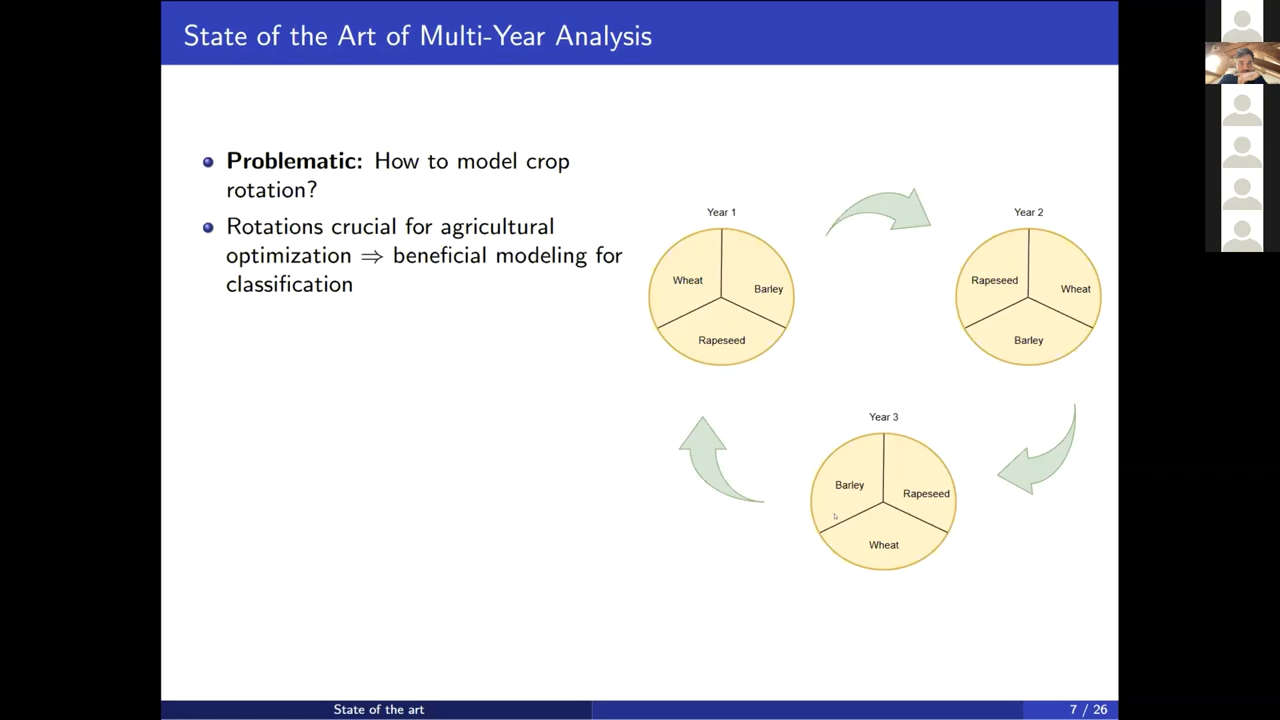 State of the Art of Multi-Year Analysis
Problematic: How to model crop
rotation?
Rotations crucial for agricultural
optimization ⇒ beneficial modeling for
classification
Year 1
Wheat
Barley
Rapeseed
Year 2
Rapeseed
Wheat
Barley
Year 3
Barley
Rapeseed
Wheat
State of the art
7 / 26